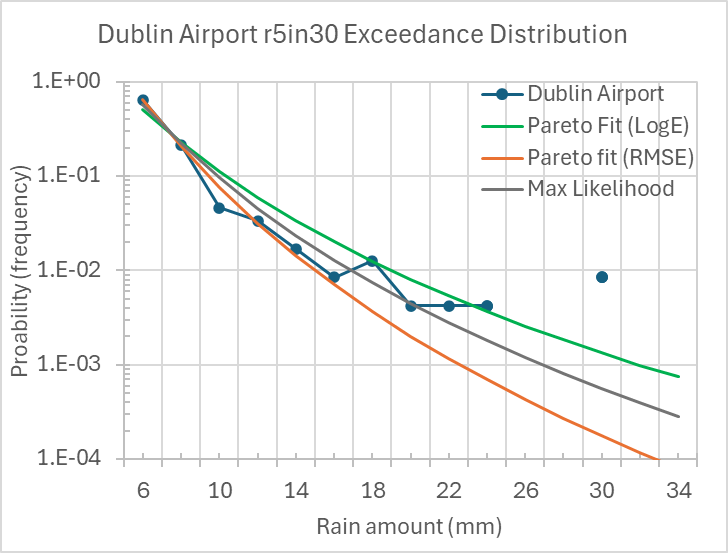 Dublin Airport r5in30 Exceedance Distribution
1.E+00
1.E-01
1.E-02
1.E-03
1.E-04
Proability (frequency)
Dublin Airport
Pareto Fit (LogE)
Pareto fit (RMSE)
Max Likelihood
6 10 14 18 22 26 30 34
Rain amount (mm)